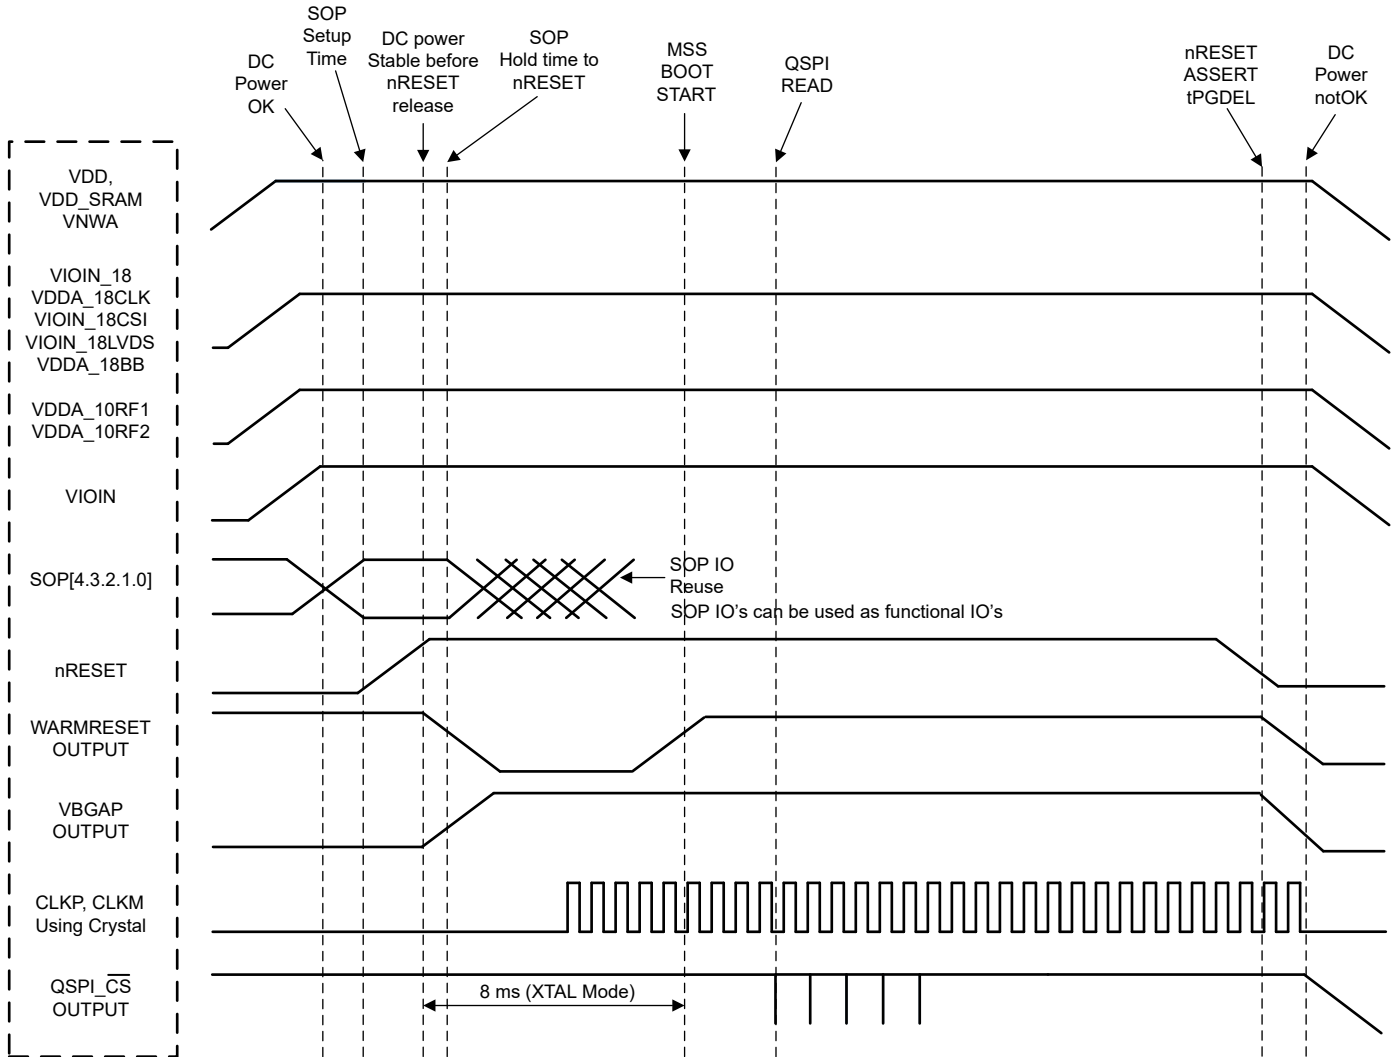 DC
Power
OK
SOP
Setup
Time
DC power
Stable before
nRESET
release
SOP
Hold time to
nRESET
MSS
BOOT
START
QSPI
READ
nRESET
ASSERT
tPGDEL
DC
Power
notOK
VDD,
VDD_SRAM
VNWA
VIOIN_18
VDDA_18CLK
VIOIN_18CSI
VIOIN_18LVDS
VDDA_18BB
VDDA_10RF1
VDDA_10RF2
VIOIN
SOP[4.3.2.1.0]
SOP IO
Reuse
SOP IO's can be used as functional IO's
nRESET
WARMRESET
OUTPUT
VBGAP
OUTPUT
CLKP, CLKM
Using Crystal
QSPI_CS
OUTPUT
8 ms (XTAL Mode)